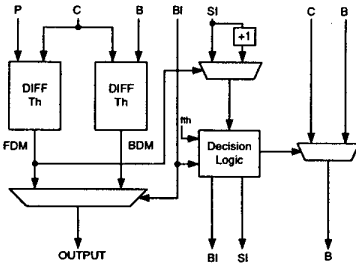 P C B BI SI C B
+1
DIFF
Th
DIFF
Th
FDM
BDM
fth
Decision
Logic
OUTPUT
BI SI B